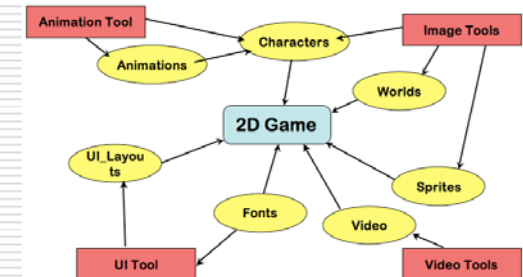 Animation Tool
Image Tools
Characters
Animations
Worlds
2D Game
UI_Layou
ts
Sprites
Fonts
Video
UI Tool
Video Tools